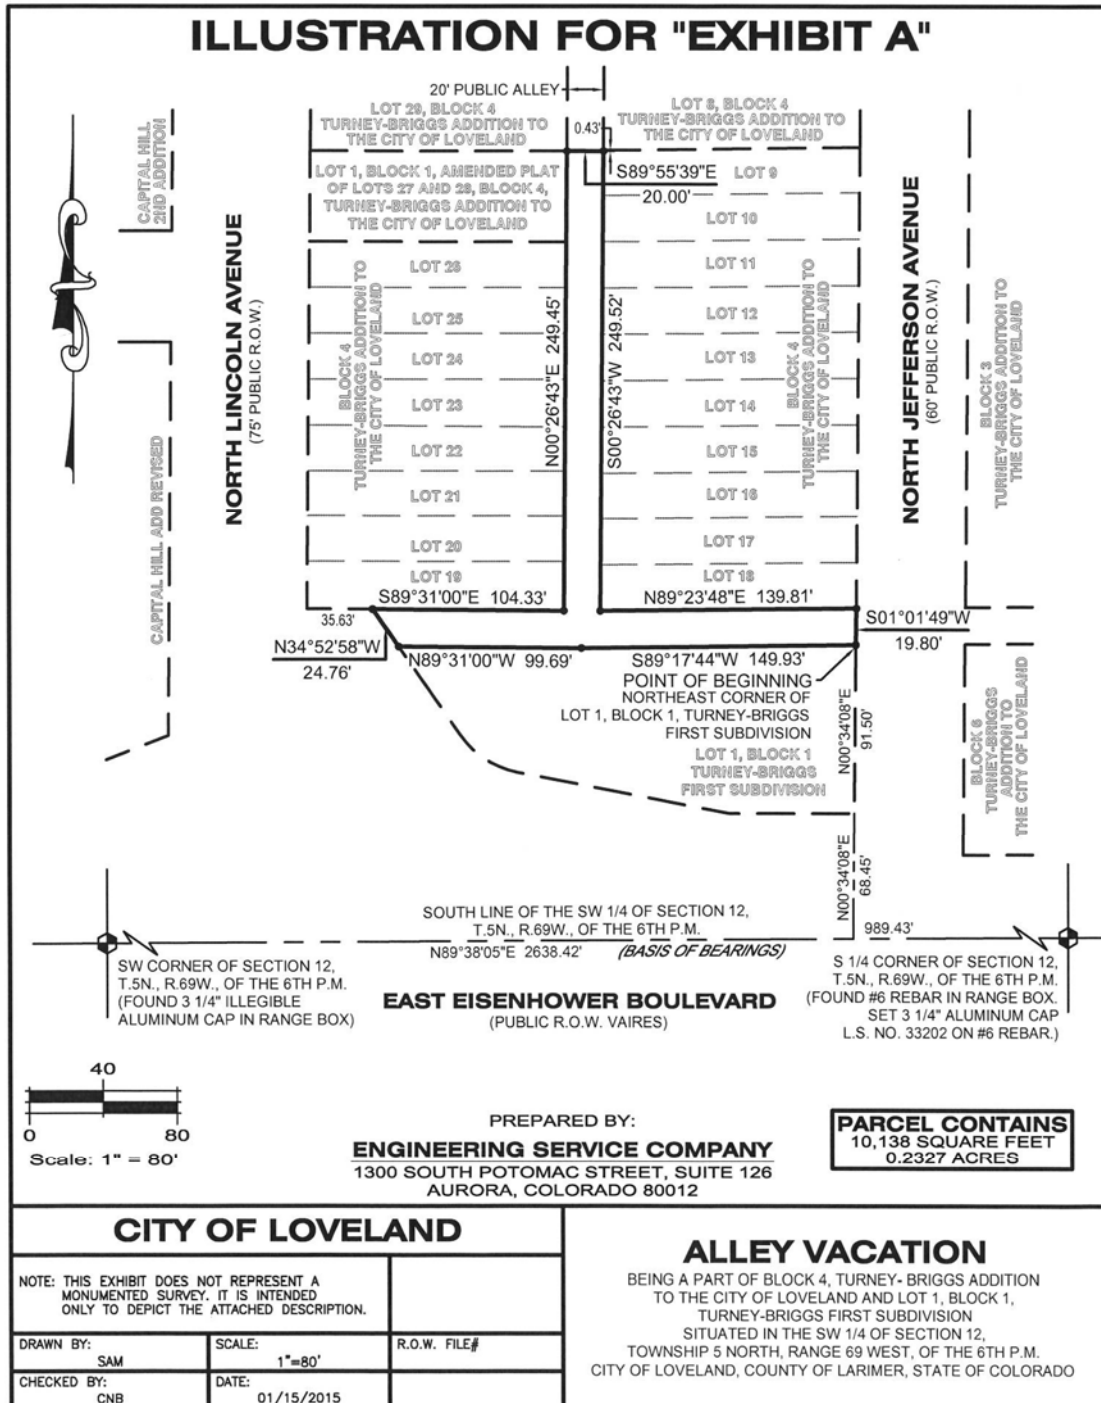 ILLUSTRATION FOR "EXHIBIT A"
20' PUBLIC ALLEY
LOT 29, BLOCK 4
TURNEY-BRIGGS ADDITION TO
THE CITY OF LOVELAND
0.43'
LOT 8, BLOCK 4
TURNEY-BRIGGS ADDITION TO
THE CITY OF LOVELAND
CAPITAL HILL
2ND ADDITION
LOT 1, BLOCK 1, AMENDED PLAT
OF LOTS 27 AND 28, BLOCK 4,
TURNEY-BRIGGS ADDITION TO
THE CITY OF LOVELAND
S89°55'39"E
20.00'
LOT 9
LOT 10
LOT 11
LOT 12
LOT 13
LOT 14
LOT 15
LOT 16
LOT 17
LOT 18
LOT 26
LOT 25
LOT 24
LOT 23
LOT 22
LOT 21
LOT 20
LOT 19
NORTH LINCOLN AVENUE
(75' PUBLIC R.O.W.)
BLOCK 4
TURNEY-BRIGGS ADDITION TO
THE CITY OF LOVELAND
N00°26'43"E 249.45'
S00°26'43"W 249.52'
BLOCK 4
TURNEY-BRIGGS ADDITION TO
THE CITY OF LOVELAND
NORTH JEFFERSON AVENUE
(60' PUBLIC R.O.W.)
BLOCK 3
TURNEY-BRIGGS ADDITION TO
THE CITY OF LOVELAND
CAPITAL HILL ADD REVISED
S89°31'00"E 104.33'
N89°23'48"E 139.81'
35.63'
S01°01'49"W
19.80'
N34°52'58"W
24.76'
N89°31'00"W 99.69'
S89°17'44"W 149.93'
POINT OF BEGINNING
NORTHEAST CORNER OF
LOT 1, BLOCK 1, TURNEY-BRIGGS
FIRST SUBDIVISION
LOT 1, BLOCK 1
TURNEY-BRIGGS
FIRST SUBDIVISION
N00°34'08"E
91.50'
BLOCK 6
TURNEY-BRIGGS
ADDITION TO
THE CITY OF LOVELAND
N00°34'08"E
68.45'
SOUTH LINE OF THE SW 1/4 OF SECTION 12,
T.5N., R.69W., OF THE 6TH P.M.
989.43'
N89°38'05"E 2638.42' (BASIS OF BEARINGS)
SW CORNER OF SECTION 12,
T.5N., R.69W., OF THE 6TH P.M.
(FOUND 3 1/4" ILLEGIBLE
ALUMINUM CAP IN RANGE BOX)
S 1/4 CORNER OF SECTION 12,
T.5N., R.69W., OF THE 6TH P.M.
(FOUND #6 REBAR IN RANGE BOX.
SET 3 1/4" ALUMINUM CAP
L.S. NO. 33202 ON #6 REBAR.)
EAST EISENHOWER BOULEVARD
(PUBLIC R.O.W. VAIRES)
40
0 80
Scale: 1" = 80'
PREPARED BY:
ENGINEERING SERVICE COMPANY
1300 SOUTH POTOMAC STREET, SUITE 126
AURORA, COLORADO 80012
PARCEL CONTAINS
10,138 SQUARE FEET
0.2327 ACRES
CITY OF LOVELAND
NOTE: THIS EXHIBIT DOES NOT REPRESENT A
MONUMENTED SURVEY. IT IS INTENDED
ONLY TO DEPICT THE ATTACHED DESCRIPTION.
DRAWN BY:
SAM
SCALE:
1"=80'
R.O.W. FILE#
CHECKED BY:
CNB
DATE:
01/15/2015
ALLEY VACATION
BEING A PART OF BLOCK 4, TURNEY- BRIGGS ADDITION
TO THE CITY OF LOVELAND AND LOT 1, BLOCK 1,
TURNEY-BRIGGS FIRST SUBDIVISION
SITUATED IN THE SW 1/4 OF SECTION 12,
TOWNSHIP 5 NORTH, RANGE 69 WEST, OF THE 6TH P.M.
CITY OF LOVELAND, COUNTY OF LARIMER, STATE OF COLORADO